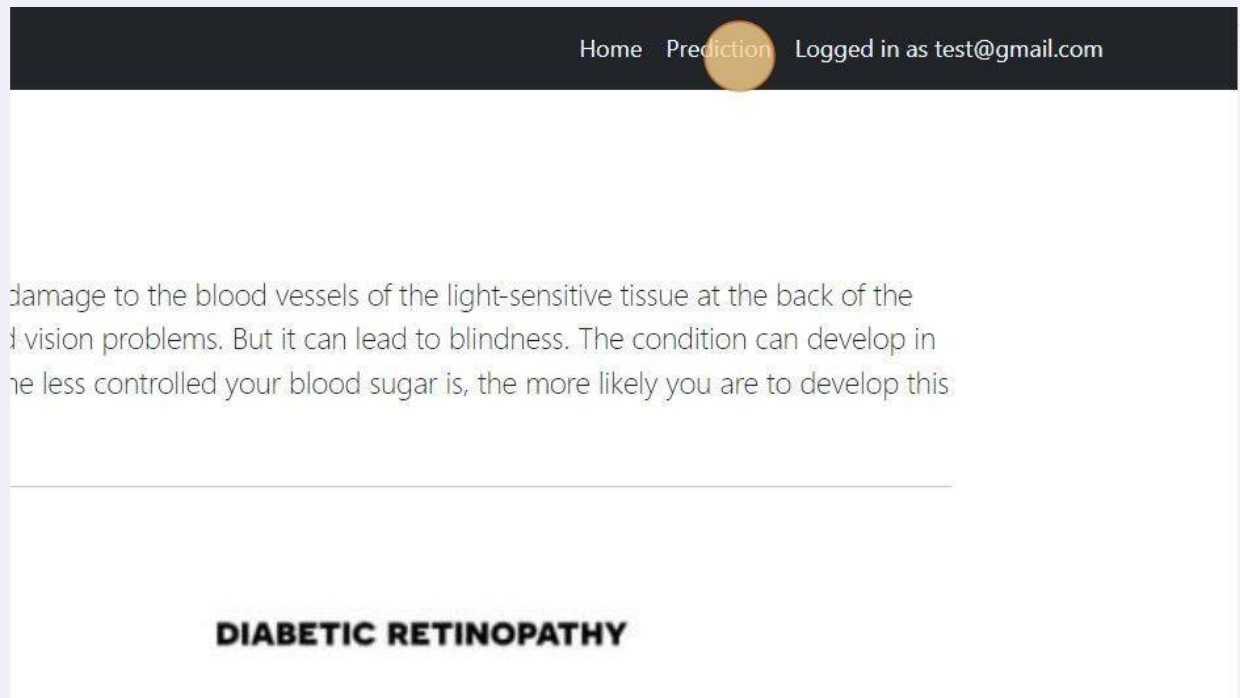 Home Prediction Logged in as test@gmail.com
damage to the blood vessels of the light-sensitive tissue at the back of the
vision problems. But it can lead to blindness. The condition can develop in
less controlled your blood sugar is, the more likely you are to develop this
DIABETIC RETINOPATHY